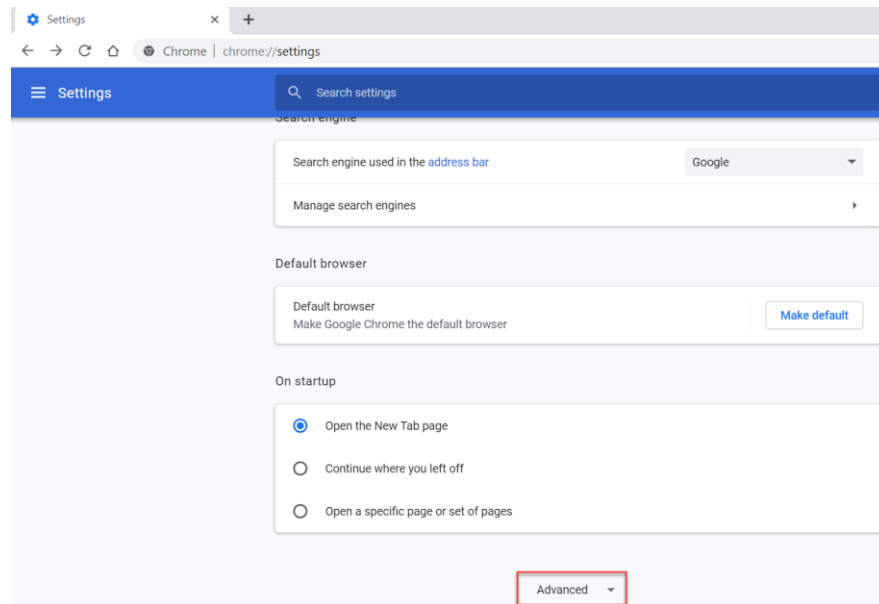 Settings
Chrome | chrome://settings
Settings
Search settings
Search engine
Search engine used in the address bar
Google
Manage search engines
Default browser
Default browser
Make Google Chrome the default browser
Make default
On startup
Open the New Tab page
Continue where you left off
Open a specific page or set of pages
Advanced